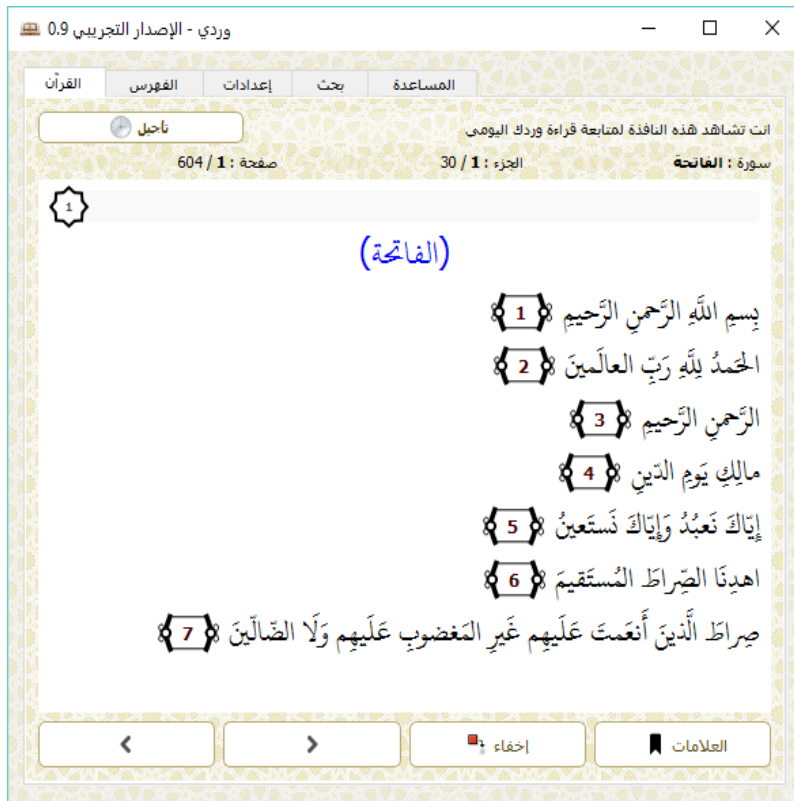 وردي - الإصدار التجريبي 0.9
القرآن الفهرس إعدادات بحث المساعدة
انت تشاهد هذه النافذة لمتابعة قراءة وردك اليومي
تأجيل
سورة : الفاتحة الجزء : 1 / 30 صفحة : 1 / 604
1
(الفاتحة)
بِسمِ اللَّهِ الرَّحمنِ الرَّحيمِ ﴿1﴾
الحَمدُ لِلَّهِ رَبِّ العالَمينَ ﴿2﴾
الرَّحمنِ الرَّحيمِ ﴿3﴾
مالِكِ يَومِ الدّينِ ﴿4﴾
إِيّاكَ نَعبُدُ وَإِيّاكَ نَستَعينُ ﴿5﴾
اهدِنَا الصِّراطَ المُستَقيمَ ﴿6﴾
صِراطَ الَّذينَ أَنعَمتَ عَلَيهِم غَيرِ المَغضوبِ عَلَيهِم وَلَا الضّالّينَ ﴿7﴾
العلامات إخفاء